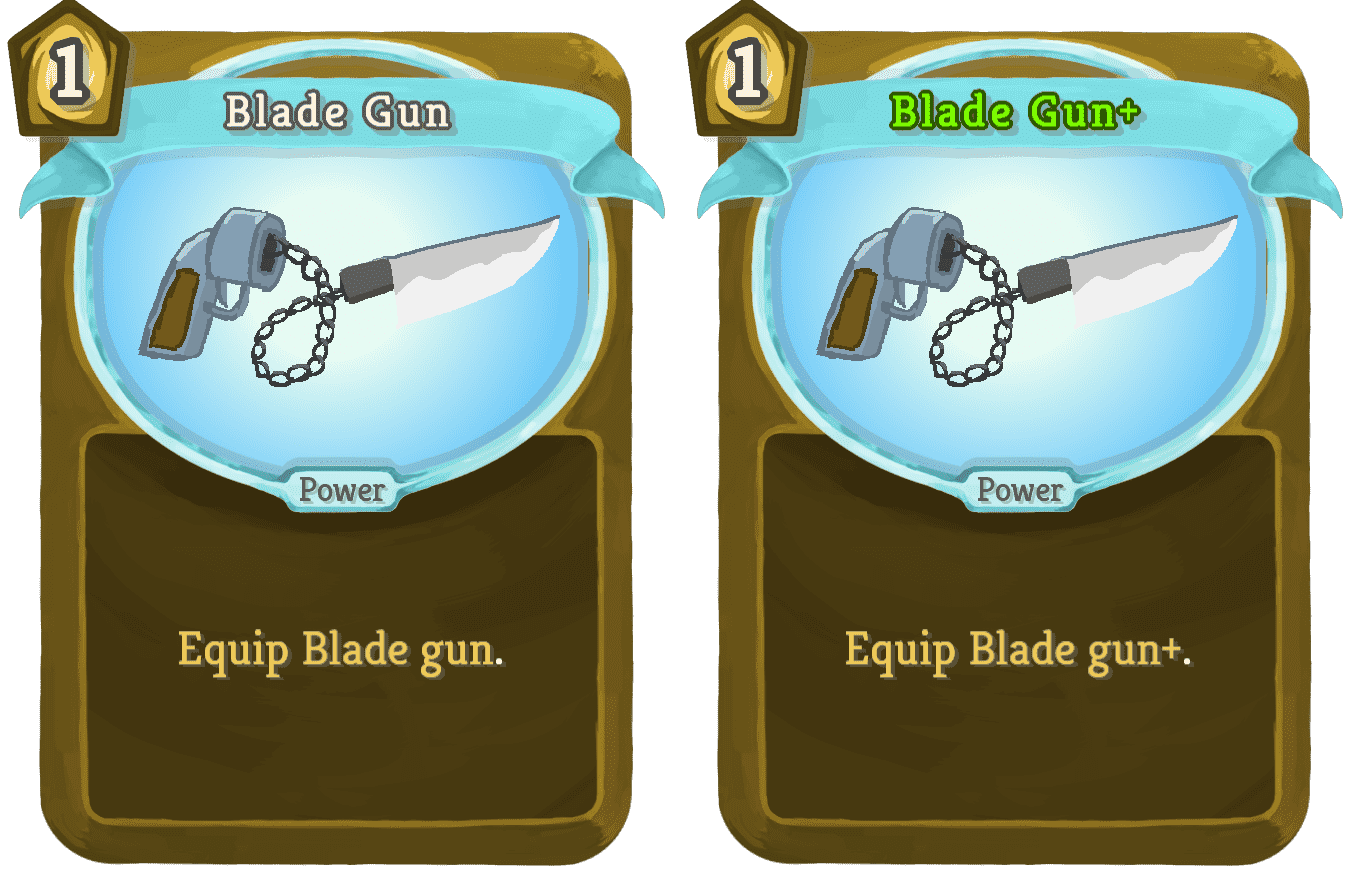 1
Blade Gun
Power
Equip Blade gun.
1
Blade Gun+
Power
Equip Blade gun+.